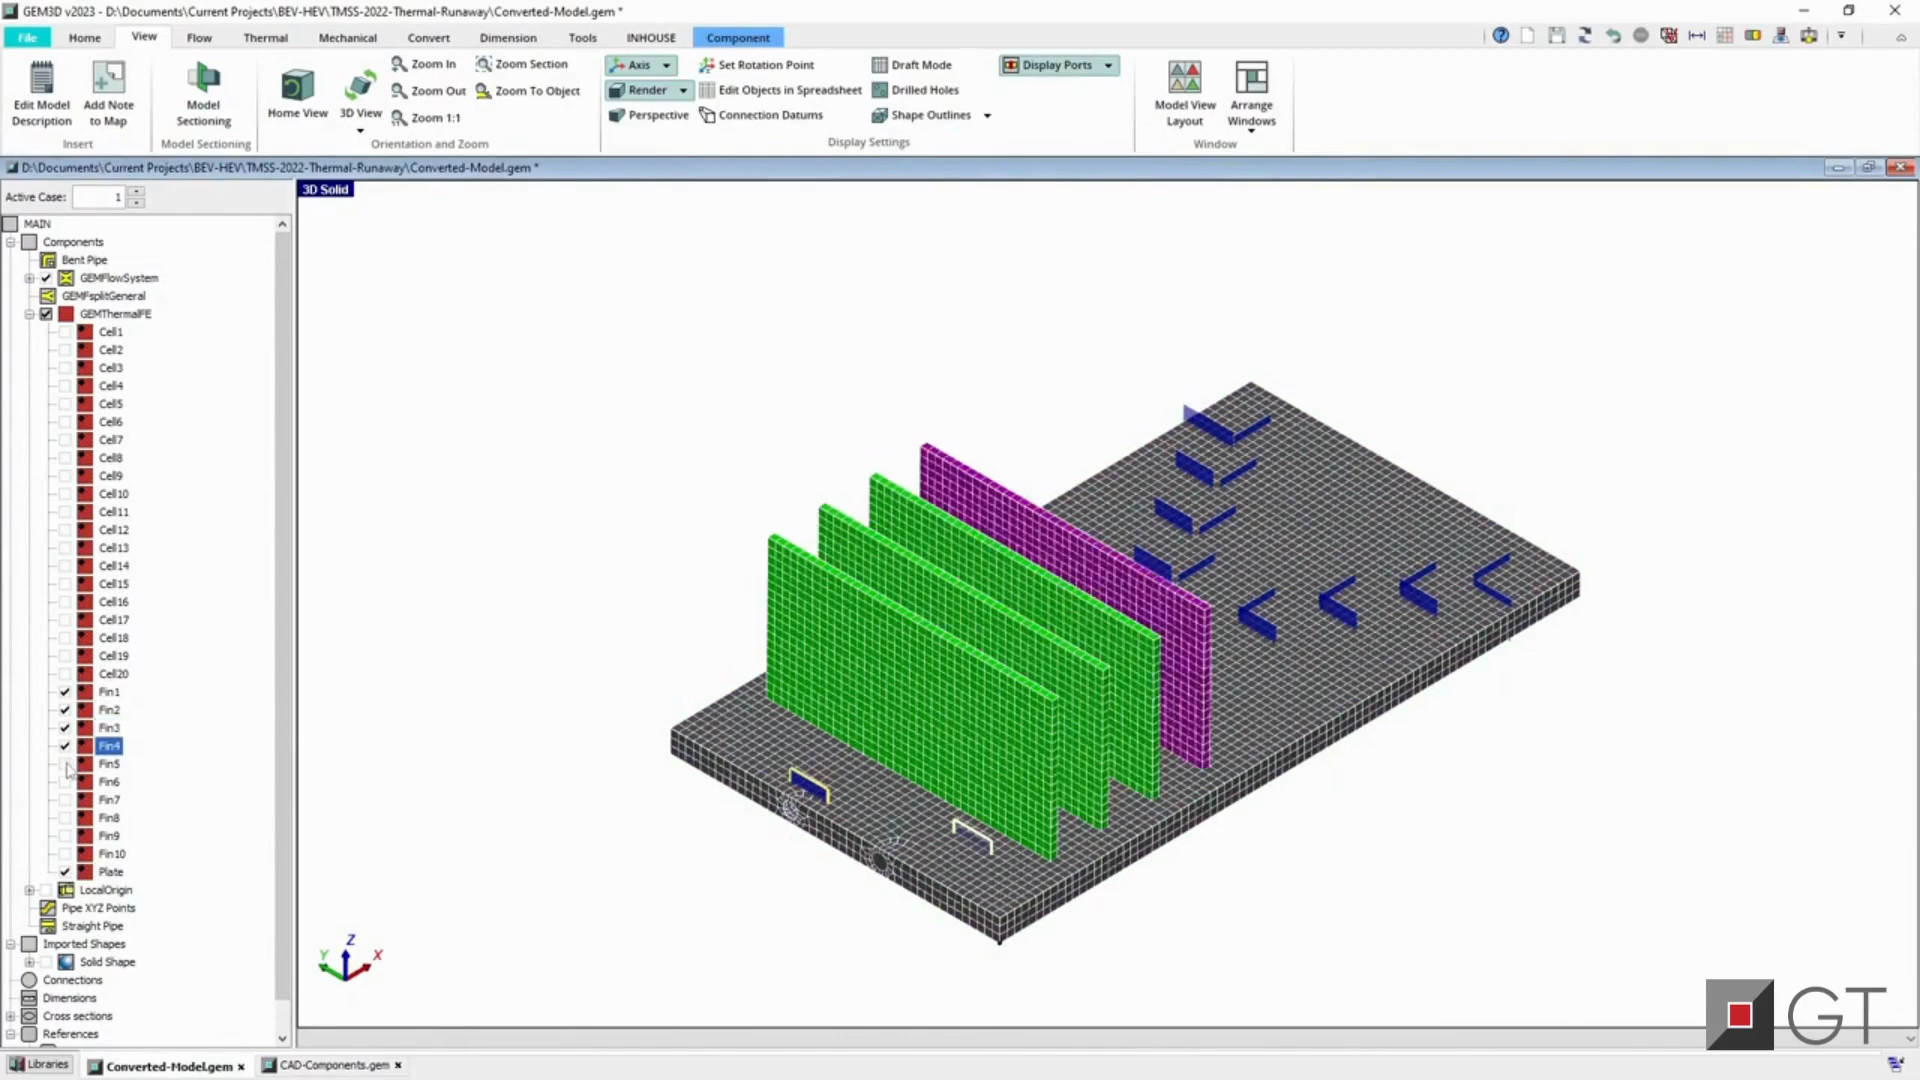 GEM3D v2023 - D:\Documents\Current Projects\BEV-HEV\TMSS-2022-Thermal-Runaway\Converted-Model.gem *
File Home View Flow Thermal Mechanical Convert Dimension Tools INHOUSE Component
Edit Model Description
Add Note to Map
Insert
Model Sectioning
Model Sectioning
Home View
3D View
Zoom In
Zoom Out
Zoom 1:1
Zoom Section
Zoom To Object
Orientation and Zoom
Axis
Render
Perspective
Set Rotation Point
Edit Objects in Spreadsheet
Connection Datums
Draft Mode
Drilled Holes
Shape Outlines
Display Ports
Display Settings
Model View Layout
Arrange Windows
Window
D:\Documents\Current Projects\BEV-HEV\TMSS-2022-Thermal-Runaway\Converted-Model.gem *
Active Case: 1
3D Solid
MAIN
Components
Bent Pipe
GEMFlowSystem
GEMFsplitGeneral
GEMThermalFE
Cell1
Cell2
Cell3
Cell4
Cell5
Cell6
Cell7
Cell8
Cell9
Cell10
Cell11
Cell12
Cell13
Cell14
Cell15
Cell16
Cell17
Cell18
Cell19
Cell20
Fin1
Fin2
Fin3
Fin4
Fin5
Fin6
Fin7
Fin8
Fin9
Fin10
Plate
LocalOrigin
Pipe XYZ Points
Straight Pipe
Imported Shapes
Solid Shape
Connections
Dimensions
Cross sections
References
Z
Y
X
GT
Libraries
Converted-Model.gem
CAD-Components.gem